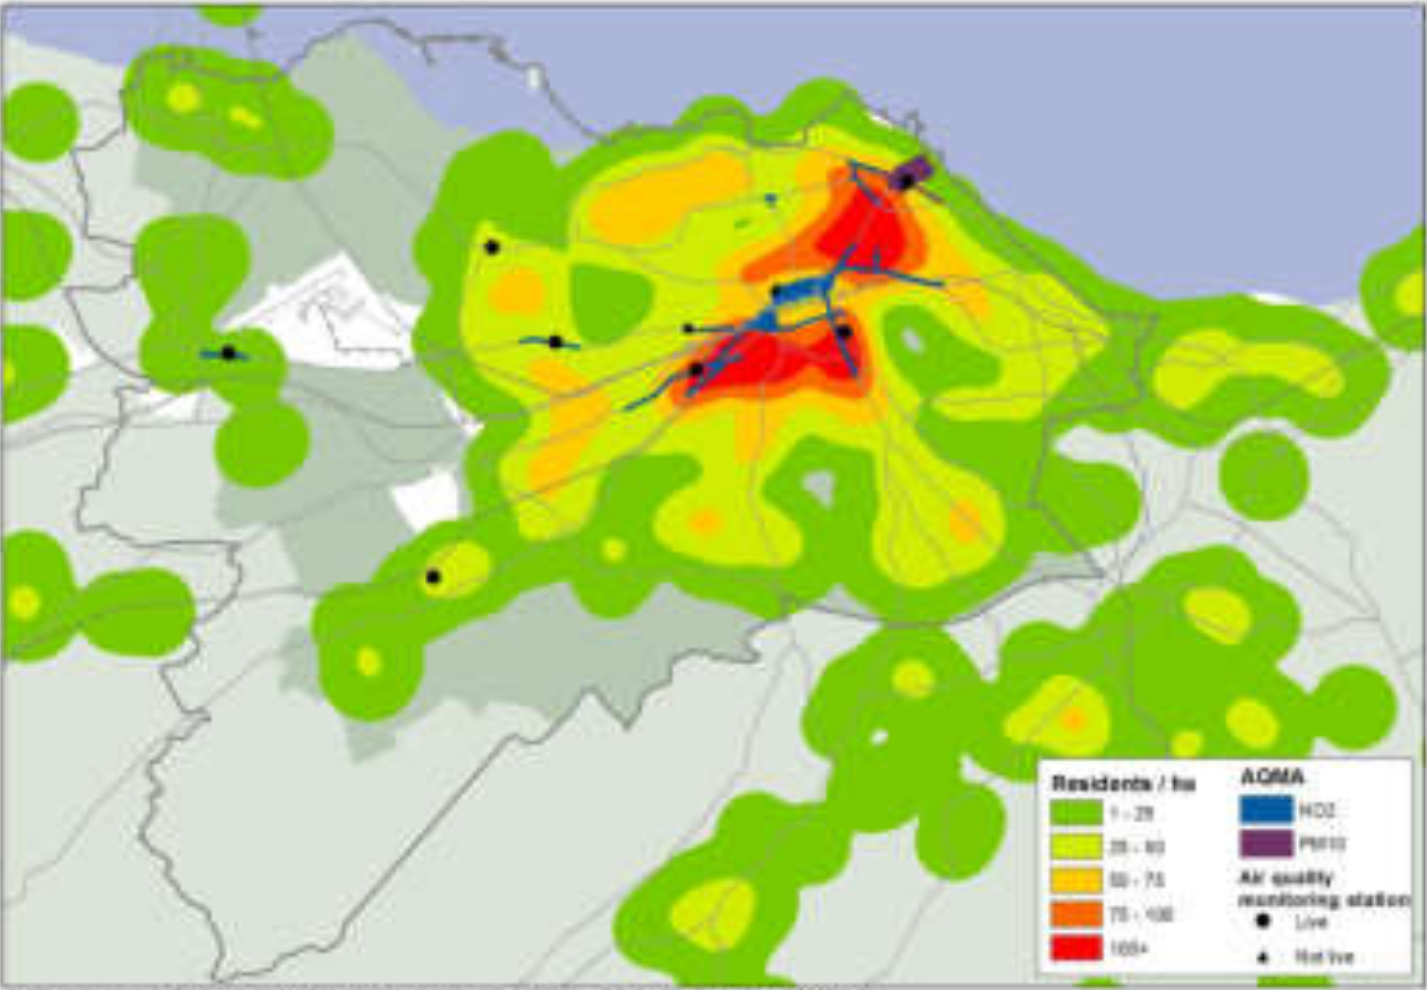 Residents / ha
1 - 25
25 - 50
50 - 75
75 - 100
100+
AQMA
NO2
PM10
Air quality
monitoring station
Live
Not live